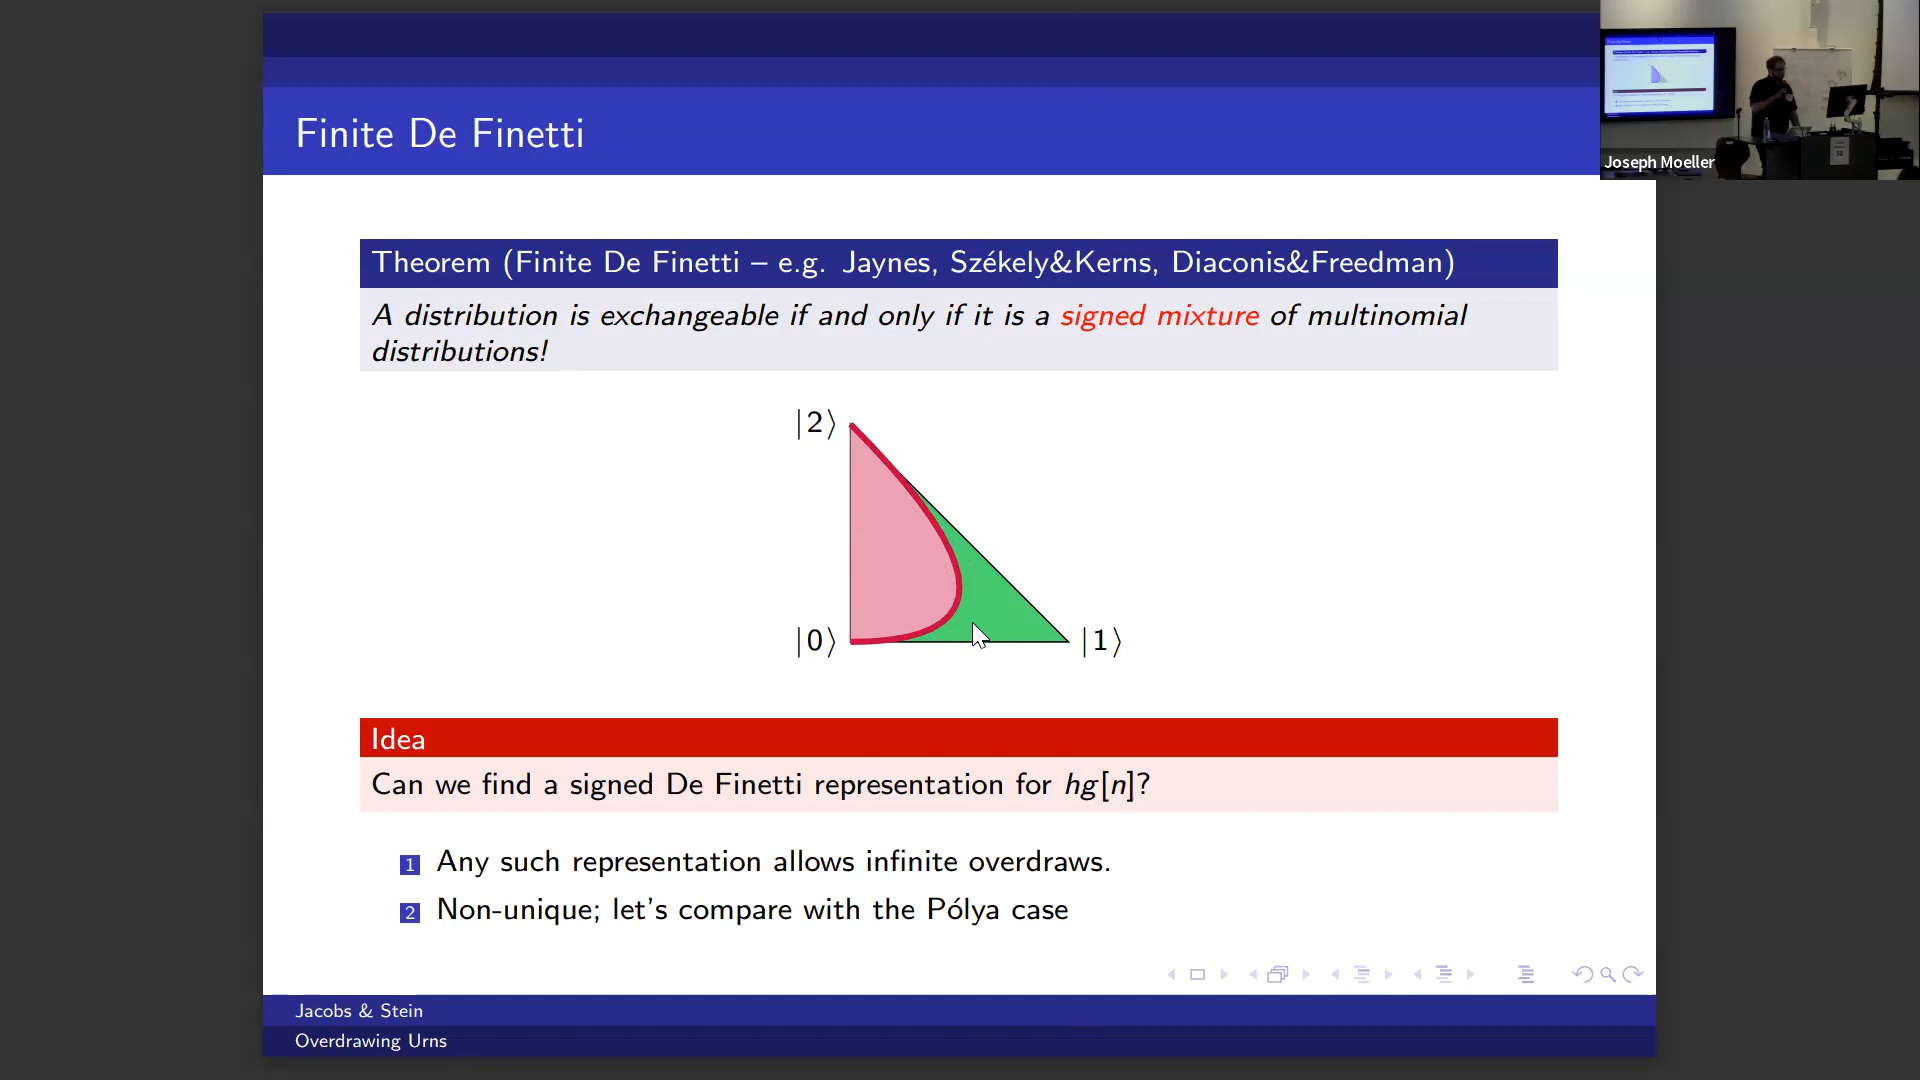 Finite De Finetti
Joseph Moeller
Theorem (Finite De Finetti – e.g. Jaynes, Székely&Kerns, Diaconis&Freedman)
A distribution is exchangeable if and only if it is a signed mixture of multinomial
distributions!
|2⟩
|0⟩
|1⟩
Idea
Can we find a signed De Finetti representation for hg[n]?
1 Any such representation allows infinite overdraws.
2 Non-unique; let's compare with the Pólya case
Jacobs & Stein
Overdrawing Urns